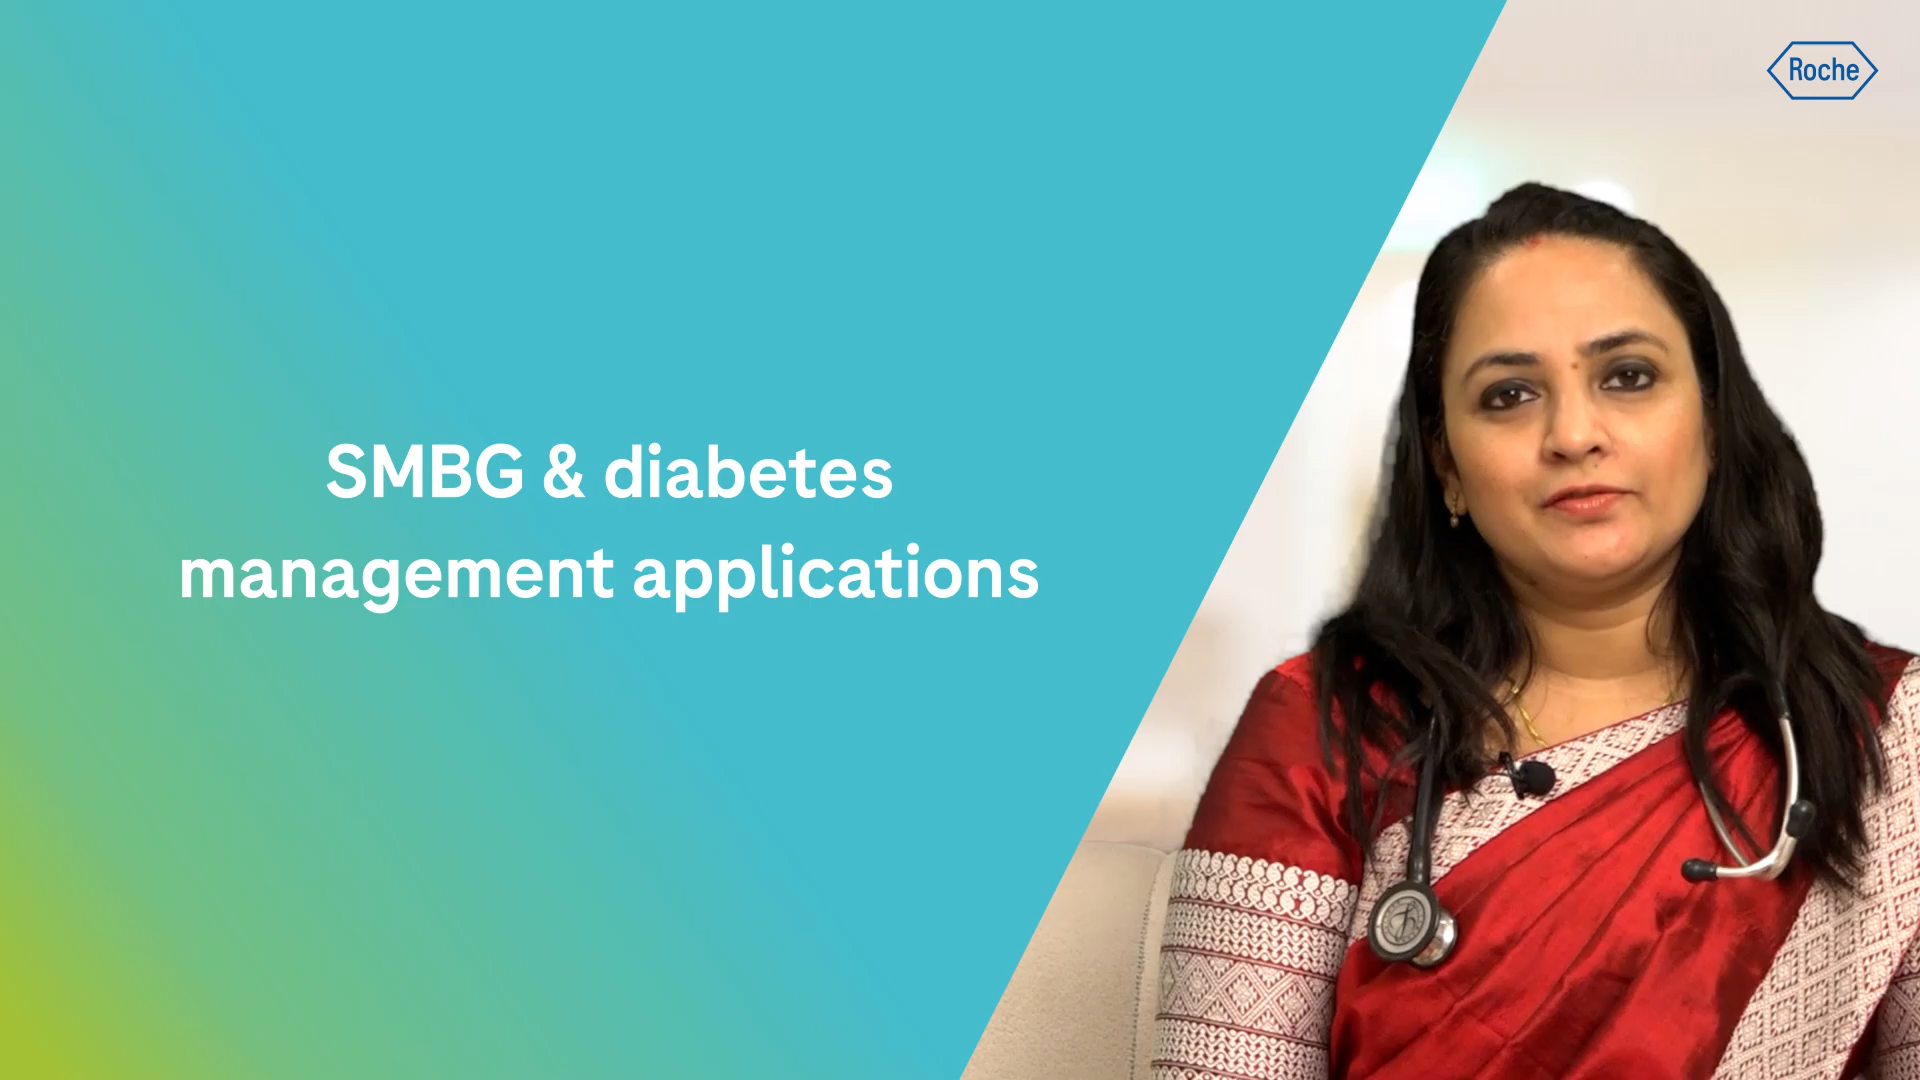 Roche
SMBG & diabetes
management applications